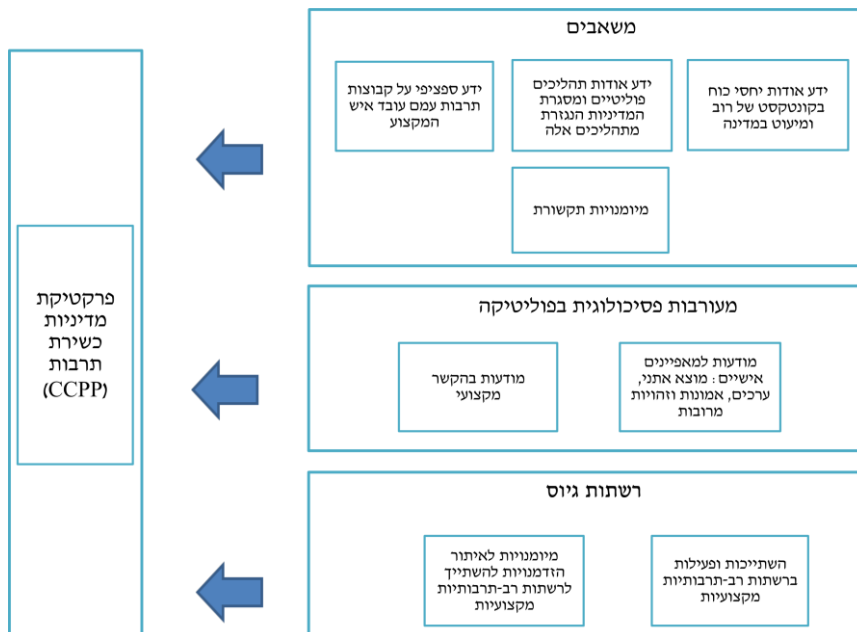 משאבים
ידע אודות יחסי כוח
בקונטקסט של רוב
ומיעוט במדינה
ידע אודות תהליכים
פוליטיים ומסגרת
המדיניות הנגזרת
מתהליכים אלה
ידע ספציפי על קבוצות
תרבות עמם עובד איש
המקצוע
מיומנויות תקשורת
מעורבות פסיכולוגית בפוליטיקה
מודעות למאפיינים
אישיים: מוצא אתני,
ערכים, אמונות וזהויות
מרובות
מודעות בהקשר
מקצועי
רשתות גיוס
השתייכות ופעילות
ברשתות רב-תרבותיות
מקצועיות
מיומנויות לאיתור
הזדמנויות להשתייך
לרשתות רב-תרבותיות
מקצועיות
פרקטיקת
מדיניות
כשירת
תרבות
(CCPP)